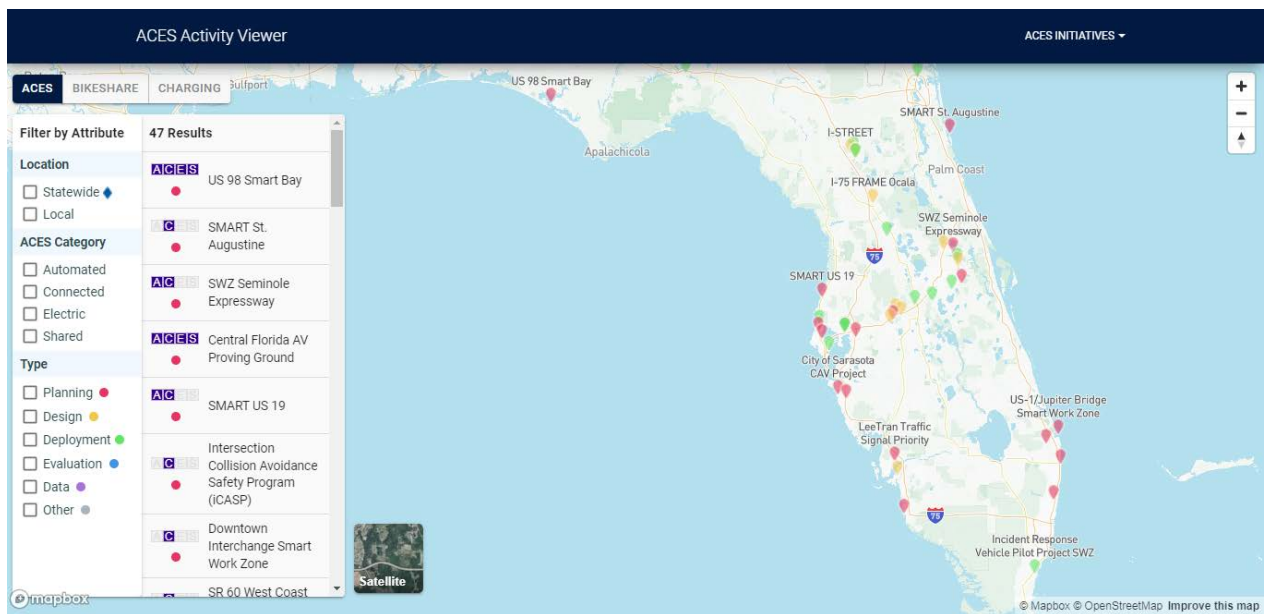 ACES Activity Viewer
ACES INITIATIVES
ACES
BIKESHARE
CHARGING
Gulfport
Filter by Attribute
Location
Statewide
Local
ACES Category
Automated
Connected
Electric
Shared
Type
Planning
Design
Deployment
Evaluation
Data
Other
47 Results
ACES
US 98 Smart Bay
ACES
SMART St.
Augustine
ACES
SWZ Seminole
Expressway
ACES
Central Florida AV
Proving Ground
ACES
SMART US 19
ACES
Intersection
Collision Avoidance
Safety Program
(iCASP)
ACES
Downtown
Interchange Smart
Work Zone
SR 60 West Coast
Satellite
mapbox
US 98 Smart Bay
Apalachicola
SMART St. Augustine
I-STREET
Palm Coast
I-75 FRAME Ocala
SWZ Seminole
Expressway
75
SMART US 19
City of Sarasota
CAV Project
US-1/Jupiter Bridge
Smart Work Zone
LeeTran Traffic
Signal Priority
75
Incident Response
Vehicle Pilot Project SWZ
+
−
© Mapbox © OpenStreetMap Improve this map